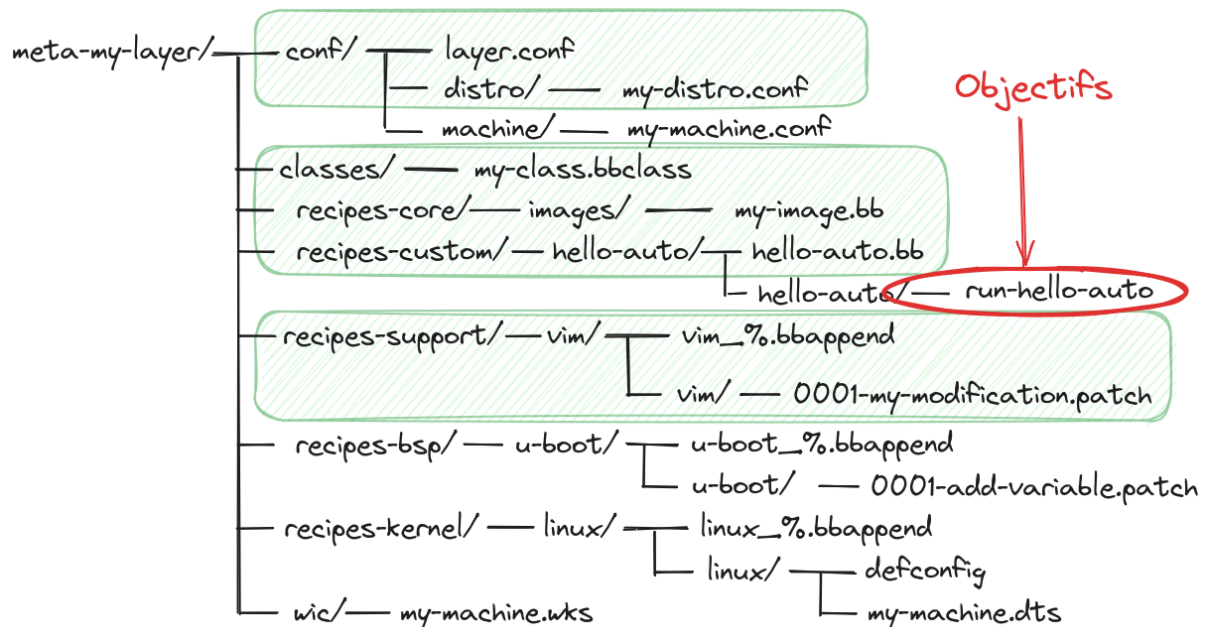 meta-my-layer/ conf/ layer.conf
distro/ my-distro.conf
Objectifs
machine/ my-machine.conf
classes/ my-class.bbclass
recipes-core/ images/ my-image.bb
recipes-custom/ hello-auto/ hello-auto.bb
hello-auto/ run-hello-auto
recipes-support/ vim/ vim_%.bbappend
vim/ 0001-my-modification.patch
recipes-bsp/ u-boot/ u-boot_%.bbappend
u-boot/ 0001-add-variable.patch
recipes-kernel/ linux/ linux_%.bbappend
linux/ defconfig
wic/ my-machine.wks my-machine.dts